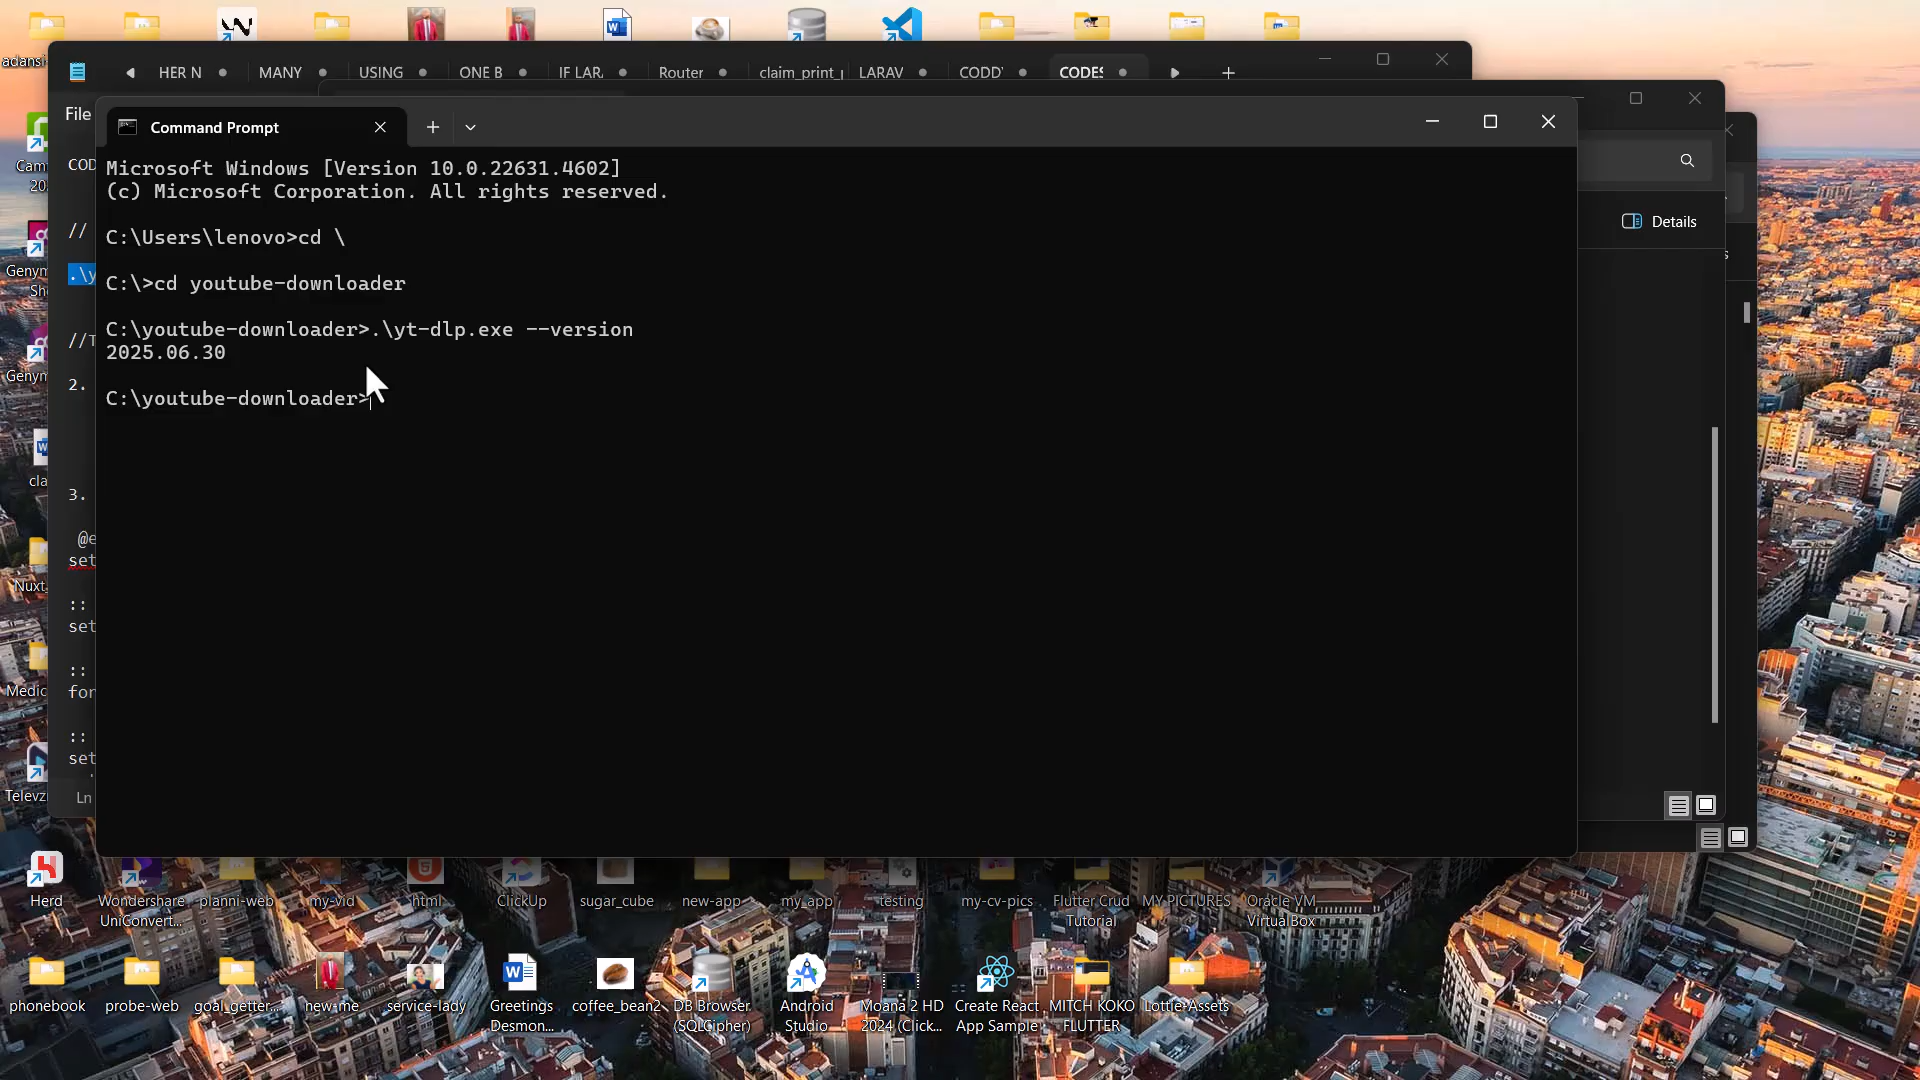 adansi
HER N
MANY
USING
ONE B
IF LAR
Router
claim_print_
LARAV
CODD
CODES
File
Command Prompt
Microsoft Windows [Version 10.0.22631.4602]
(c) Microsoft Corporation. All rights reserved.
C:\Users\lenovo>cd \
C:\>cd youtube-downloader
C:\youtube-downloader>.\yt-dlp.exe --version
2025.06.30
C:\youtube-downloader>
Details
COD
//
.\y
//T
2.
3.
@e
set
::
set
::
for
::
set
Ln
Cam
20
Genym
Sh
Genym
cla
Nuxt
Medic
Televz
Herd
Wondershare
UniConvert...
planni-web
my-vid
html
ClickUp
sugar_cube
new-app
my_app
testing
my-cv-pics
Flutter Crud
Tutorial
MY PICTURES
Oracle VM
VirtualBox
phonebook
probe-web
goal_getter...
new-me
service-lady
Greetings
Desmon...
coffee_bean2
DB Browser
(SQLCipher)
Android
Studio
Moana 2 HD
2024 (Click...
Create React
App Sample
MITCH KOKO
FLUTTER
Lottie-Assets